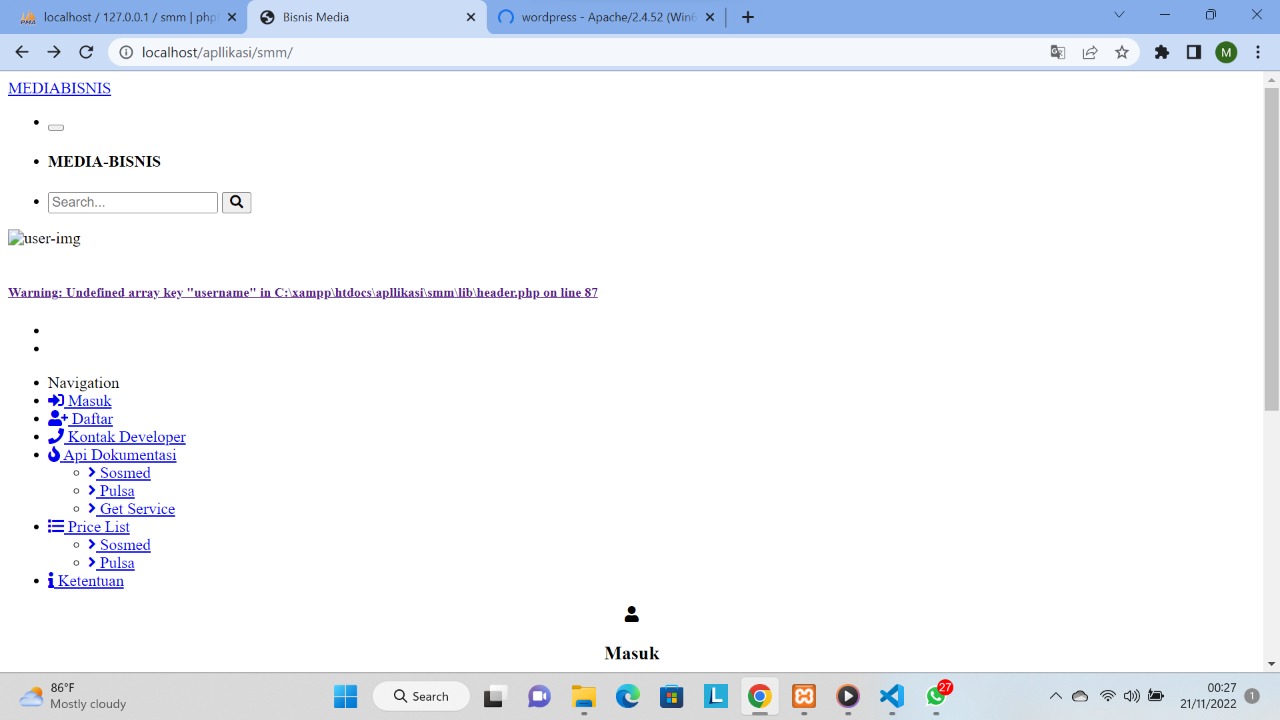 127.0.0.1 / smm | php
Bisnis Media
wordpress - Apache/2.4.52 (Win6
localhost/apllikasi/smm/
M
MEDIABISNIS
MEDIA-BISNIS
Search...
user-img
Warning: Undefined array key "username" in C:\xampp\htdocs\apllikasi\smm\lib\header.php on line 87
Navigation
Masuk
Daftar
Kontak Developer
Api Dokumentasi
Sosmed
Pulsa
Get Service
Price List
Sosmed
Pulsa
Ketentuan
Masuk
86°F
Mostly cloudy
Search
L
27
00:27
21/11/2022
1